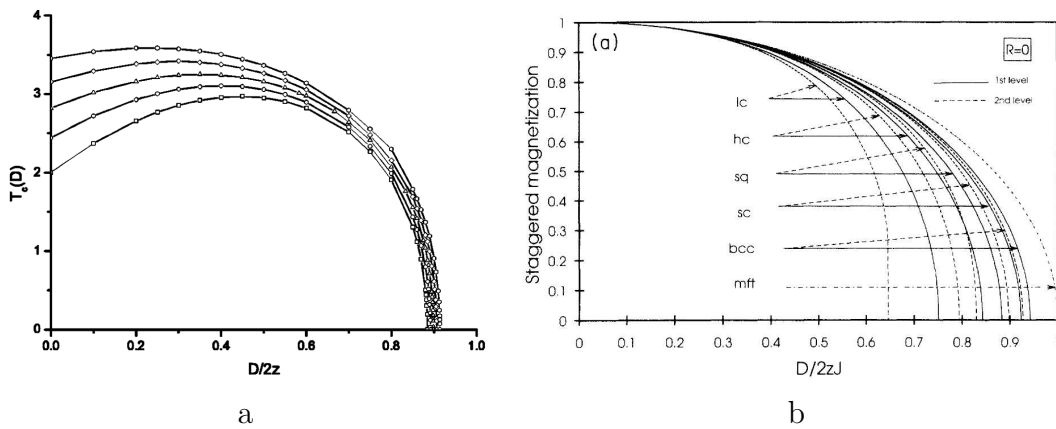 4
3
2
1
0
T_c(D)
0.0 0.2 0.4 0.6 0.8 1.0
D/2z
a
(a)
R=0
1st level
2nd level
1
0.9
0.8
0.7
0.6
0.5
0.4
0.3
0.2
0.1
0
Staggered magnetization
lc
hc
sq
sc
bcc
mft
0 0.1 0.2 0.3 0.4 0.5 0.6 0.7 0.8 0.9
D/2zJ
b